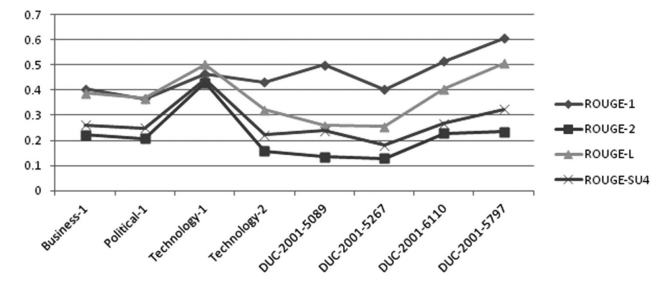 0.7
0.6
0.5
0.4
0.3
0.2
0.1
0
Business-1
Political-1
Technology-1
Technology-2
DUC-2001-5089
DUC-2001-5267
DUC-2001-6110
DUC-2001-5797
ROUGE-1
ROUGE-2
ROUGE-L
ROUGE-SU4